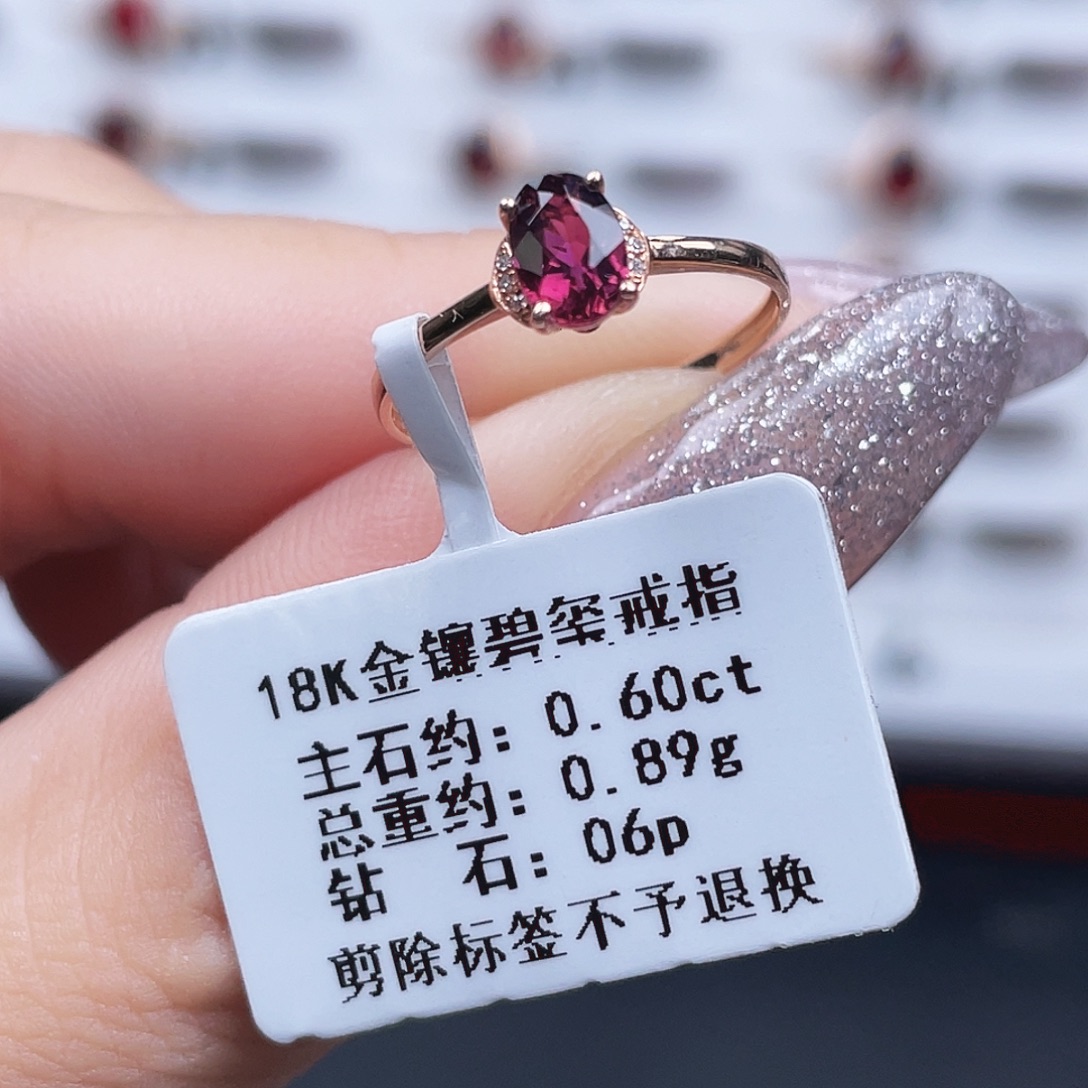 18K金镶碧玺戒指
主石约：0.60ct
总重约：0.89g
钻 石：06p
剪除标签不予退换